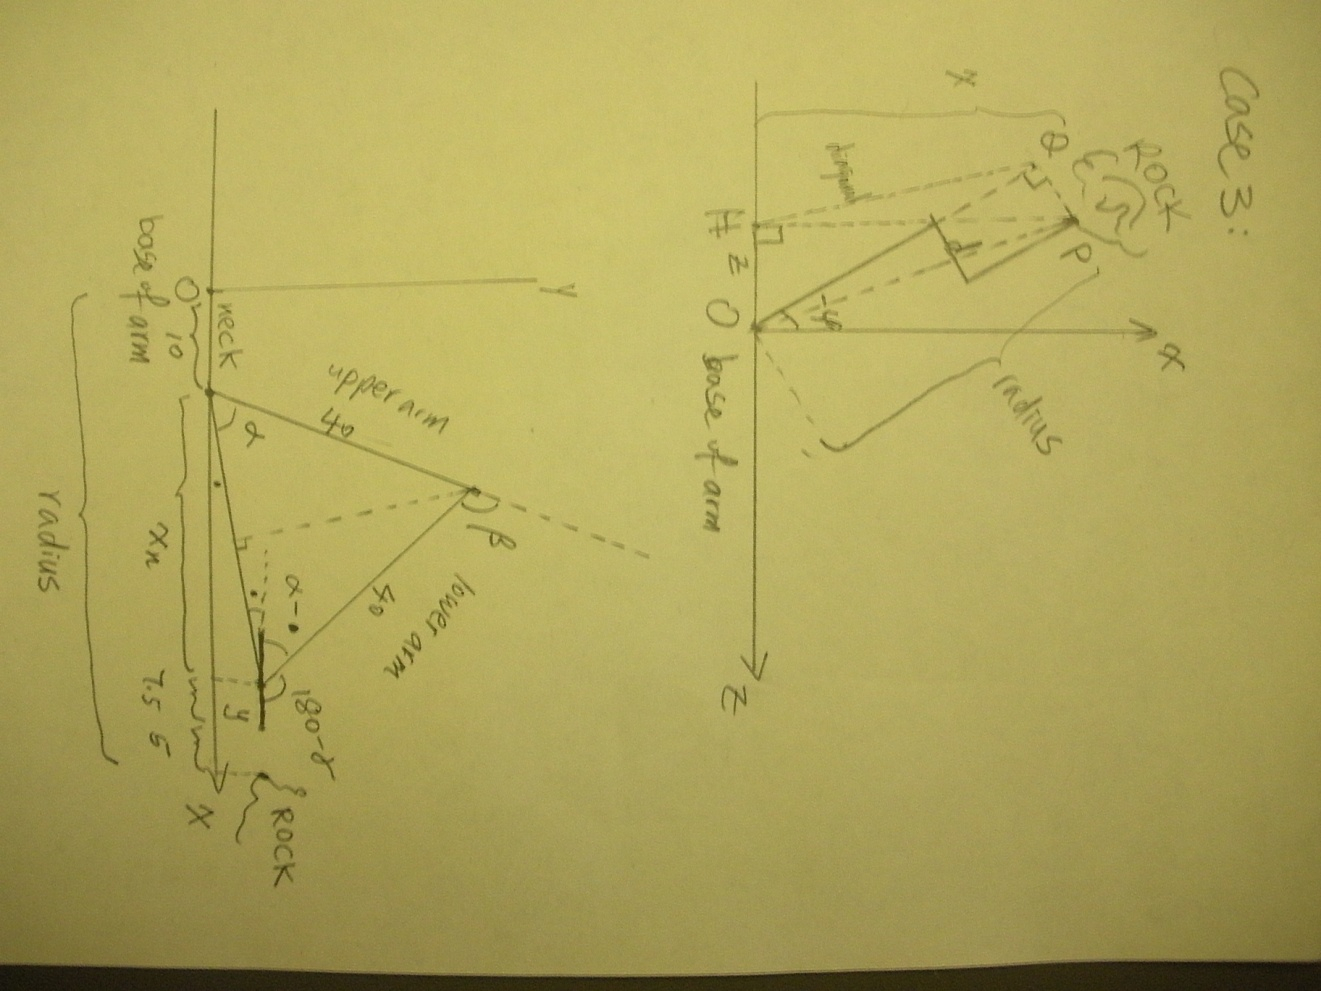 Case 3:
ROCK
x
Q
P
d
-φ
H
z
O
base of arm
radius
x
z
y
upper arm
40
β
lower arm
40
α
α-•
180-γ
neck
O
base of arm
10
xn
y
7.5
5
x
ROCK
radius